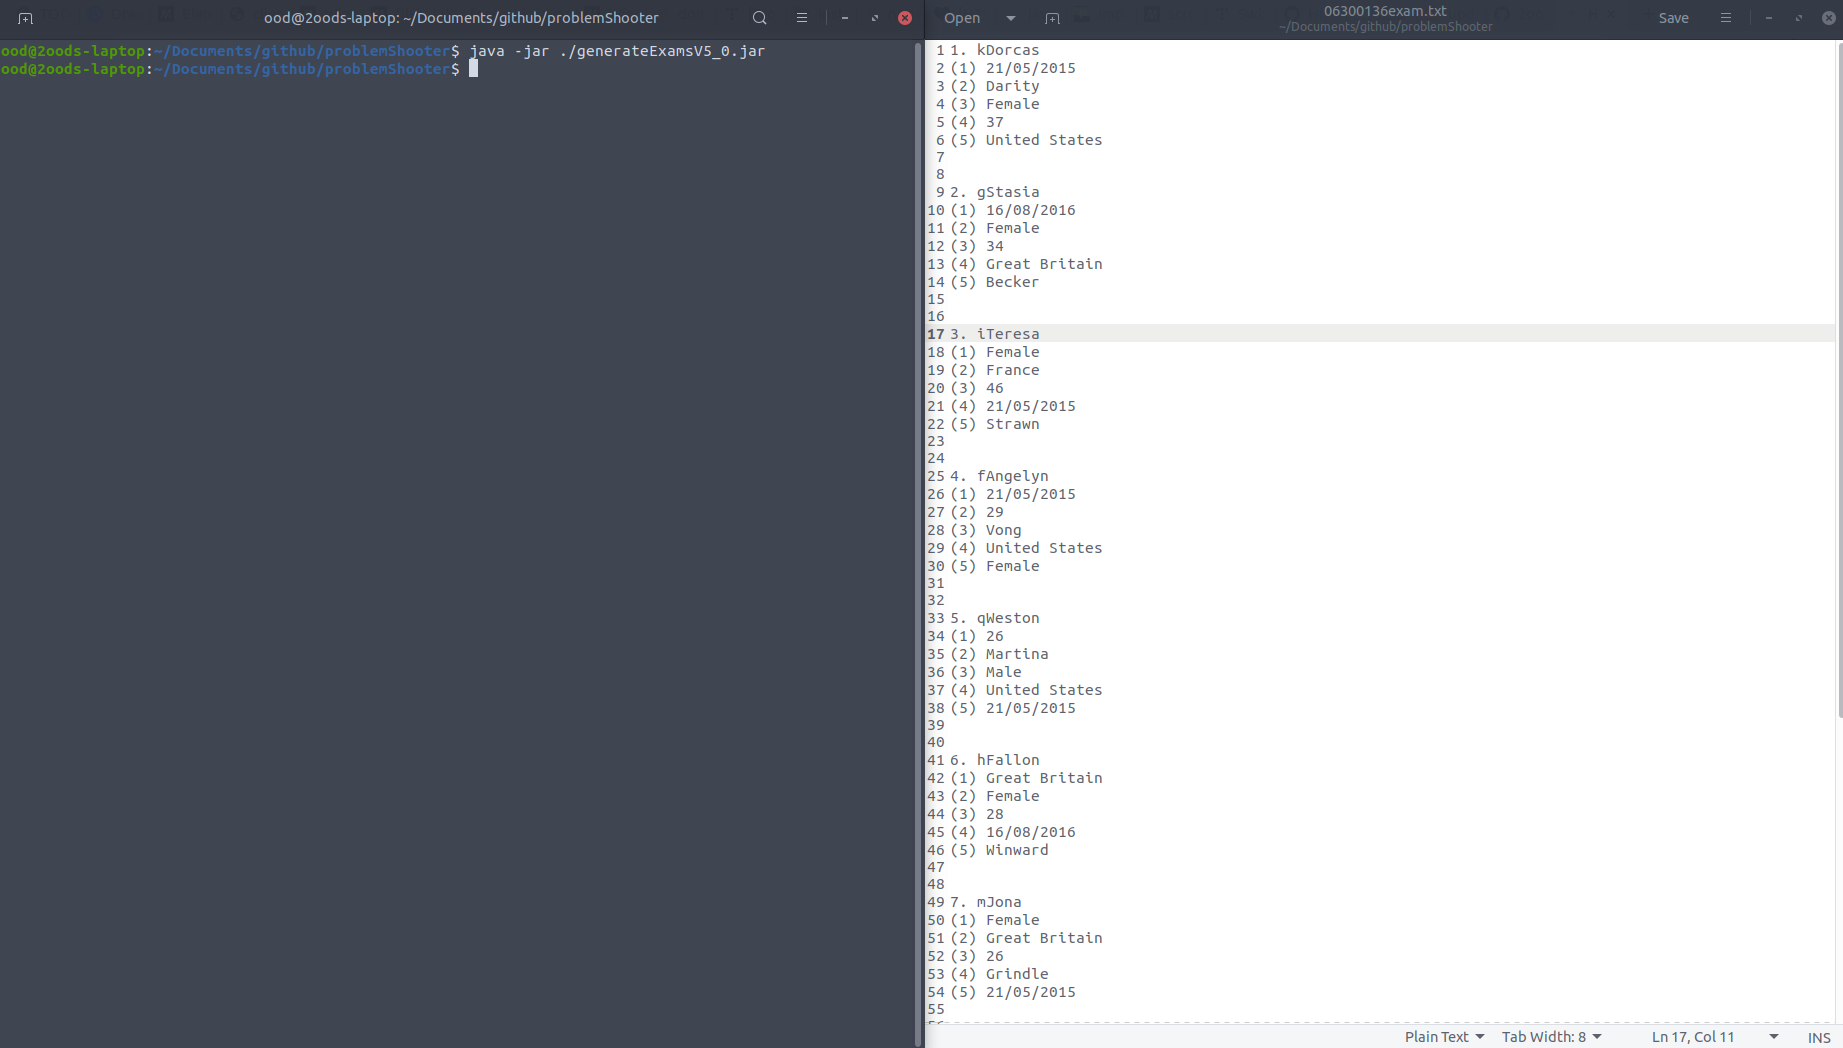 ood@2oods-laptop: ~/Documents/github/problemShooter
ood@2oods-laptop:~/Documents/github/problemShooter$ java -jar ./generateExamsV5_0.jar
ood@2oods-laptop:~/Documents/github/problemShooter$
Open
06300136exam.txt
~/Documents/github/problemShooter
Save
1 1. kDorcas
2 (1) 21/05/2015
3 (2) Darity
4 (3) Female
5 (4) 37
6 (5) United States
7
8
9 2. gStasia
10 (1) 16/08/2016
11 (2) Female
12 (3) 34
13 (4) Great Britain
14 (5) Becker
15
16
17 3. iTeresa
18 (1) Female
19 (2) France
20 (3) 46
21 (4) 21/05/2015
22 (5) Strawn
23
24
25 4. fAngelyn
26 (1) 21/05/2015
27 (2) 29
28 (3) Vong
29 (4) United States
30 (5) Female
31
32
33 5. qWeston
34 (1) 26
35 (2) Martina
36 (3) Male
37 (4) United States
38 (5) 21/05/2015
39
40
41 6. hFallon
42 (1) Great Britain
43 (2) Female
44 (3) 28
45 (4) 16/08/2016
46 (5) Winward
47
48
49 7. mJona
50 (1) Female
51 (2) Great Britain
52 (3) 26
53 (4) Grindle
54 (5) 21/05/2015
55
Plain Text
Tab Width: 8
Ln 17, Col 11
INS